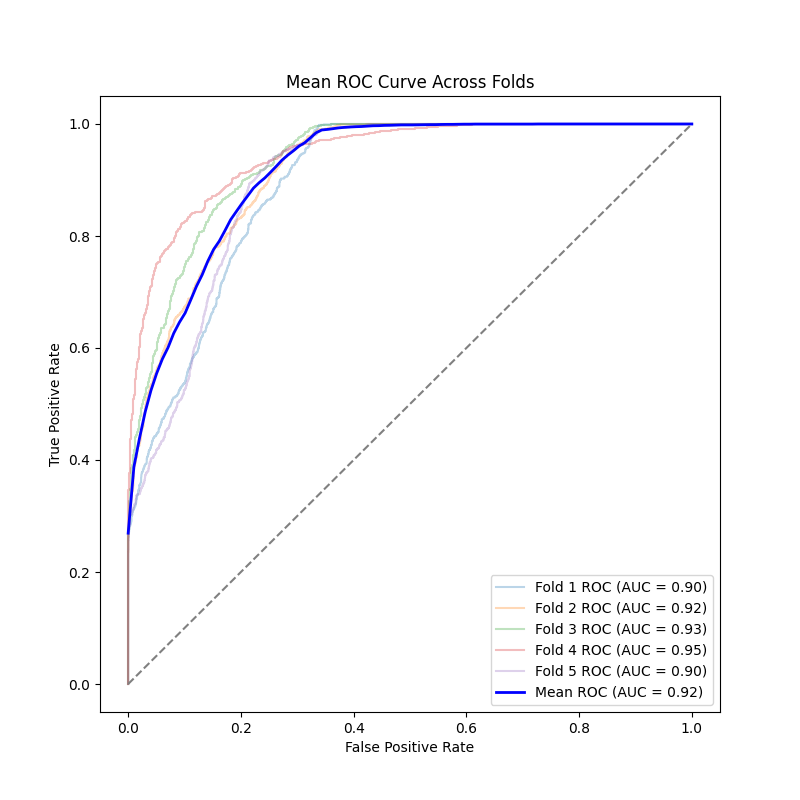 Mean ROC Curve Across Folds
True Positive Rate
1.0
0.8
0.6
0.4
0.2
0.0
Fold 1 ROC (AUC = 0.90)
Fold 2 ROC (AUC = 0.92)
Fold 3 ROC (AUC = 0.93)
Fold 4 ROC (AUC = 0.95)
Fold 5 ROC (AUC = 0.90)
Mean ROC (AUC = 0.92)
0.0 0.2 0.4 0.6 0.8 1.0
False Positive Rate